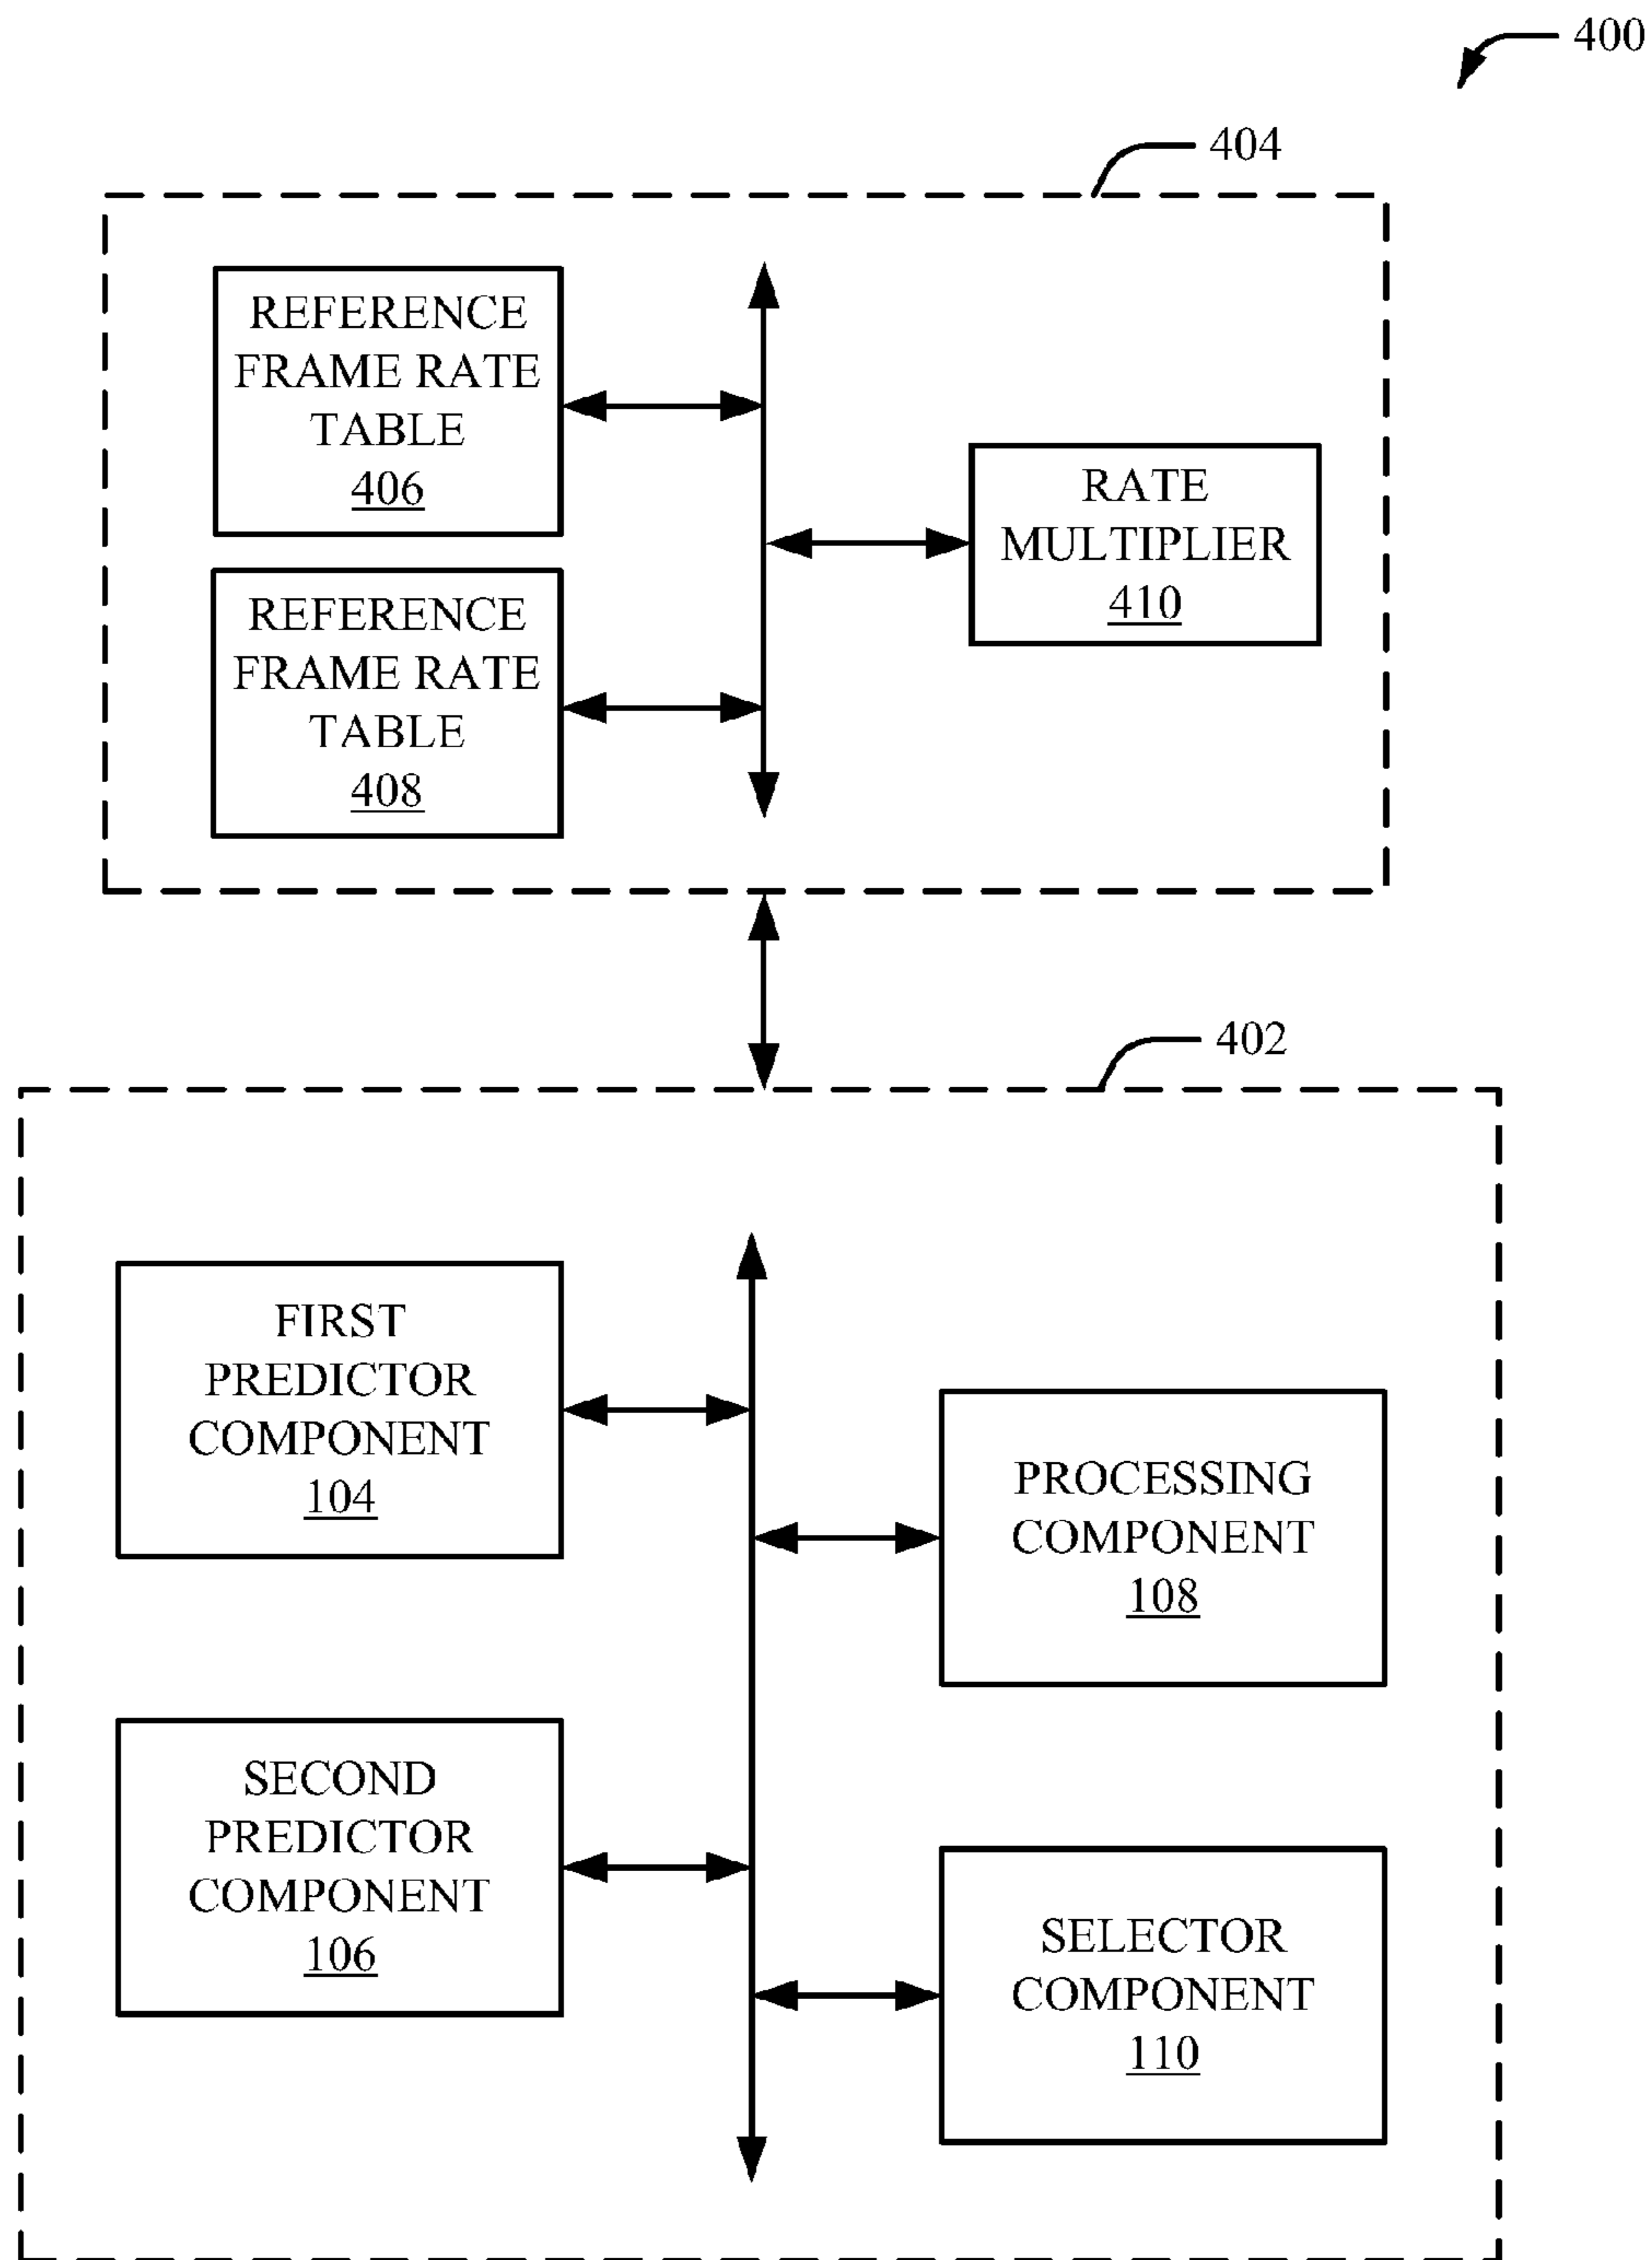 400
404
REFERENCE
FRAME RATE
TABLE
406
RATE
MULTIPLIER
410
REFERENCE
FRAME RATE
TABLE
408
402
FIRST
PREDICTOR
COMPONENT
104
PROCESSING
COMPONENT
108
SECOND
PREDICTOR
COMPONENT
106
SELECTOR
COMPONENT
110